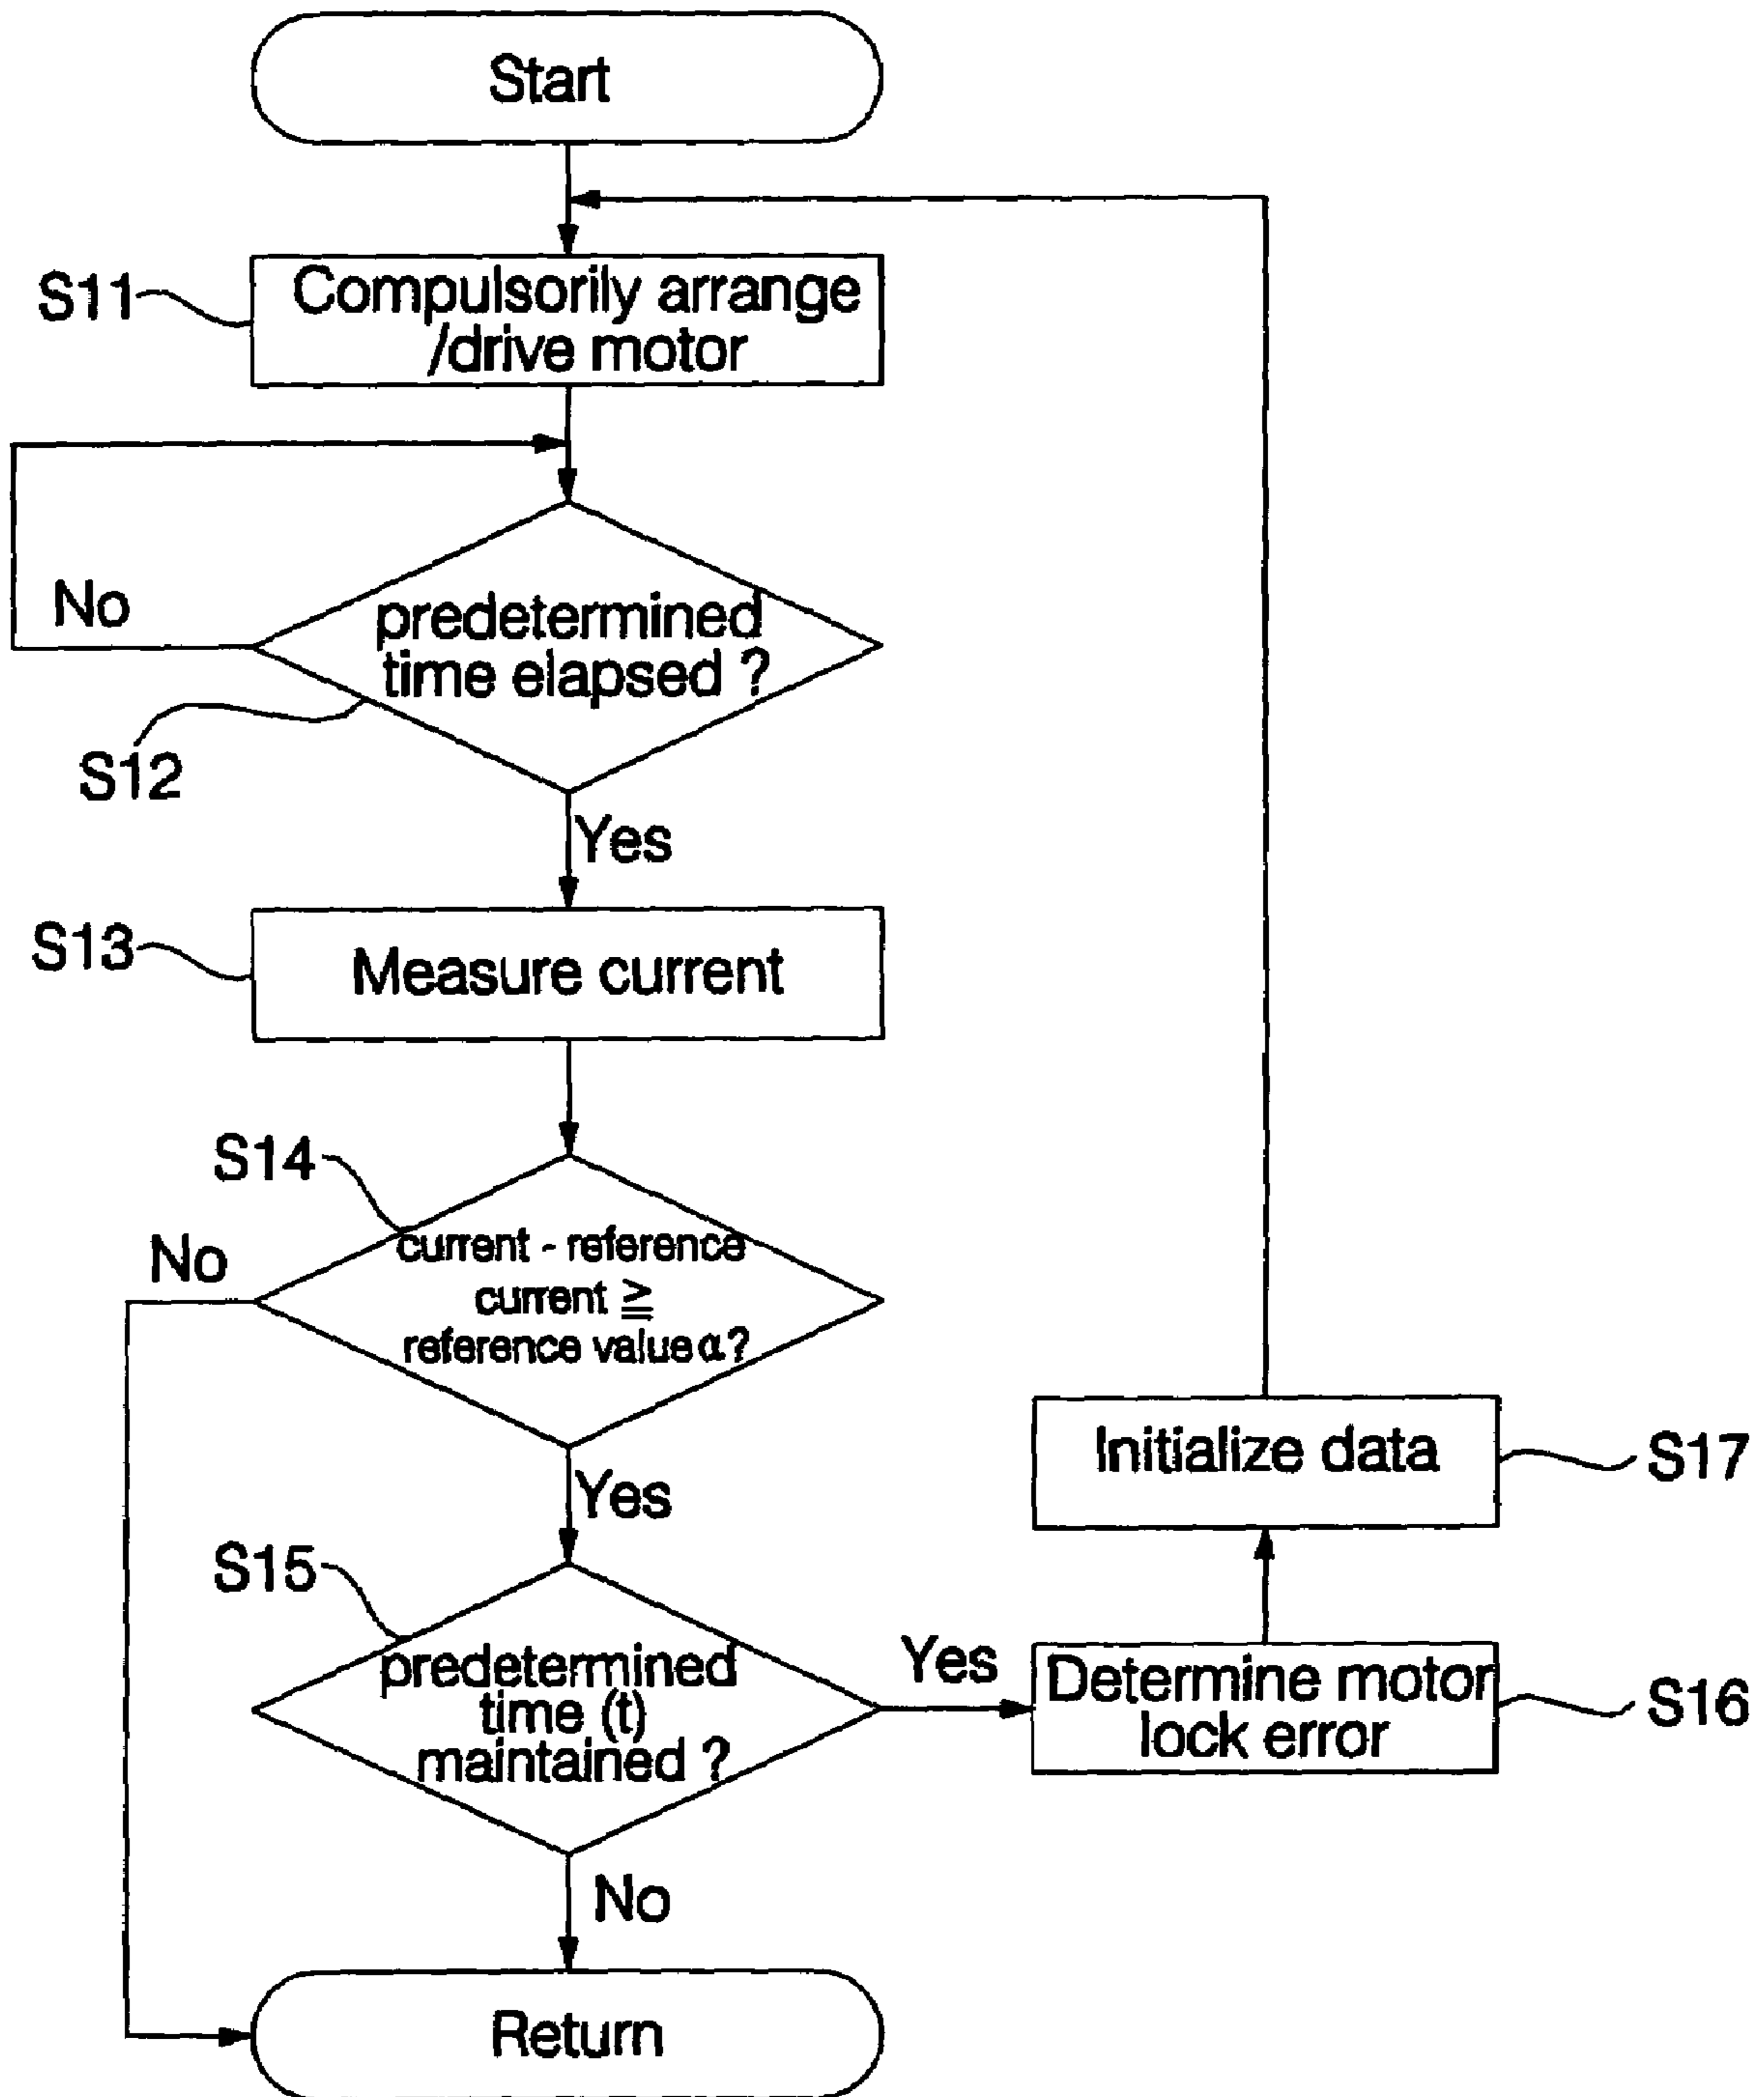 Start
S11
Compulsorily arrange
/drive motor
No
predetermined
time elapsed ?
S12
Yes
S13
Measure current
S14
No
current - reference
current ≧
reference value α?
Yes
Initialize data
S17
S15
predetermined
time (t)
maintained ?
Yes
Determine motor
lock error
S16
No
Return